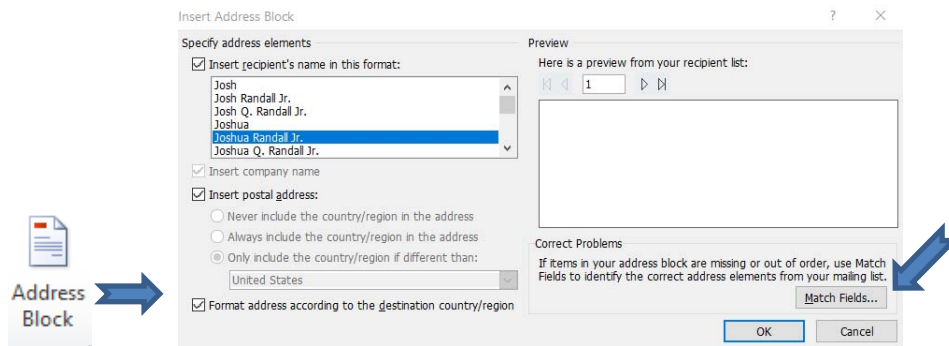 Insert Address Block
? ×
Specify address elements
Insert recipient's name in this format:
Josh
Josh Randall Jr.
Josh Q. Randall Jr.
Joshua
Joshua Randall Jr.
Joshua Q. Randall Jr.
Insert company name
Insert postal address:
Never include the country/region in the address
Always include the country/region in the address
Only include the country/region if different than:
United States
Format address according to the destination country/region
Preview
Here is a preview from your recipient list:
1
Correct Problems
If items in your address block are missing or out of order, use Match
Fields to identify the correct address elements from your mailing list.
Match Fields...
OK
Cancel
Address
Block